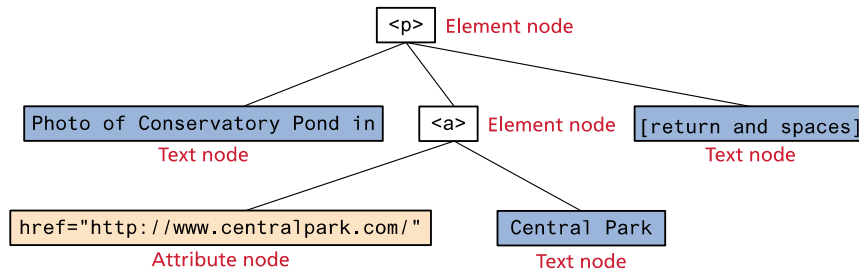 <p>
Element node
Photo of Conservatory Pond in
Text node
<a>
Element node
[return and spaces]
Text node
href="http://www.centralpark.com/"
Attribute node
Central Park
Text node